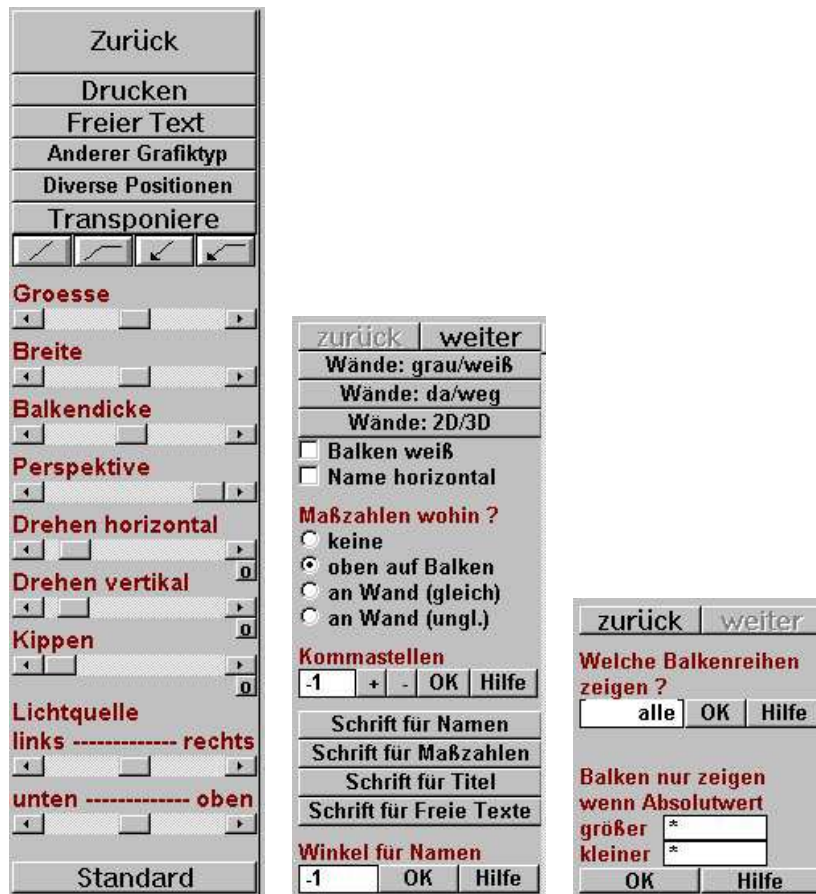 Zurück
Drucken
Freier Text
Anderer Grafiktyp
Diverse Positionen
Transponiere
Groesse
Breite
Balkendicke
Perspektive
Drehen horizontal
0
Drehen vertikal
0
Kippen
0
Lichtquelle
links ------------- rechts
unten ------------- oben
Standard
zurück weiter
Wände: grau/weiß
Wände: da/weg
Wände: 2D/3D
Balken weiß
Name horizontal
Maßzahlen wohin ?
keine
oben auf Balken
an Wand (gleich)
an Wand (ungl.)
Kommastellen
-1 + - OK Hilfe
Schrift für Namen
Schrift für Maßzahlen
Schrift für Titel
Schrift für Freie Texte
Winkel für Namen
-1 OK Hilfe
zurück weiter
Welche Balkenreihen
zeigen ?
alle OK Hilfe
Balken nur zeigen
wenn Absolutwert
größer *
kleiner *
OK Hilfe